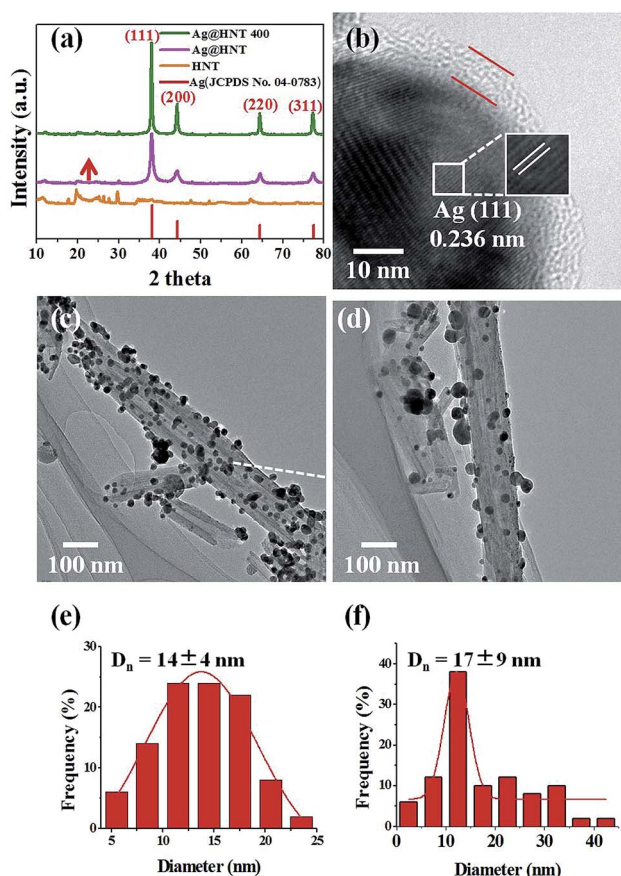 (a)
(111)
Ag@HNT 400
Ag@HNT
HNT
Ag(JCPDS No. 04-0783)
(200)
(220)
(311)
Intensity (a.u.)
10 20 30 40 50 60 70 80
2 theta
(b)
Ag (111)
0.236 nm
10 nm
(c)
100 nm
(d)
100 nm
(e)
Dn = 14±4 nm
Frequency (%)
30
20
10
0
5 10 15 20 25
Diameter (nm)
(f)
Dn = 17±9 nm
Frequency (%)
40
30
20
10
0
0 10 20 30 40
Diameter (nm)